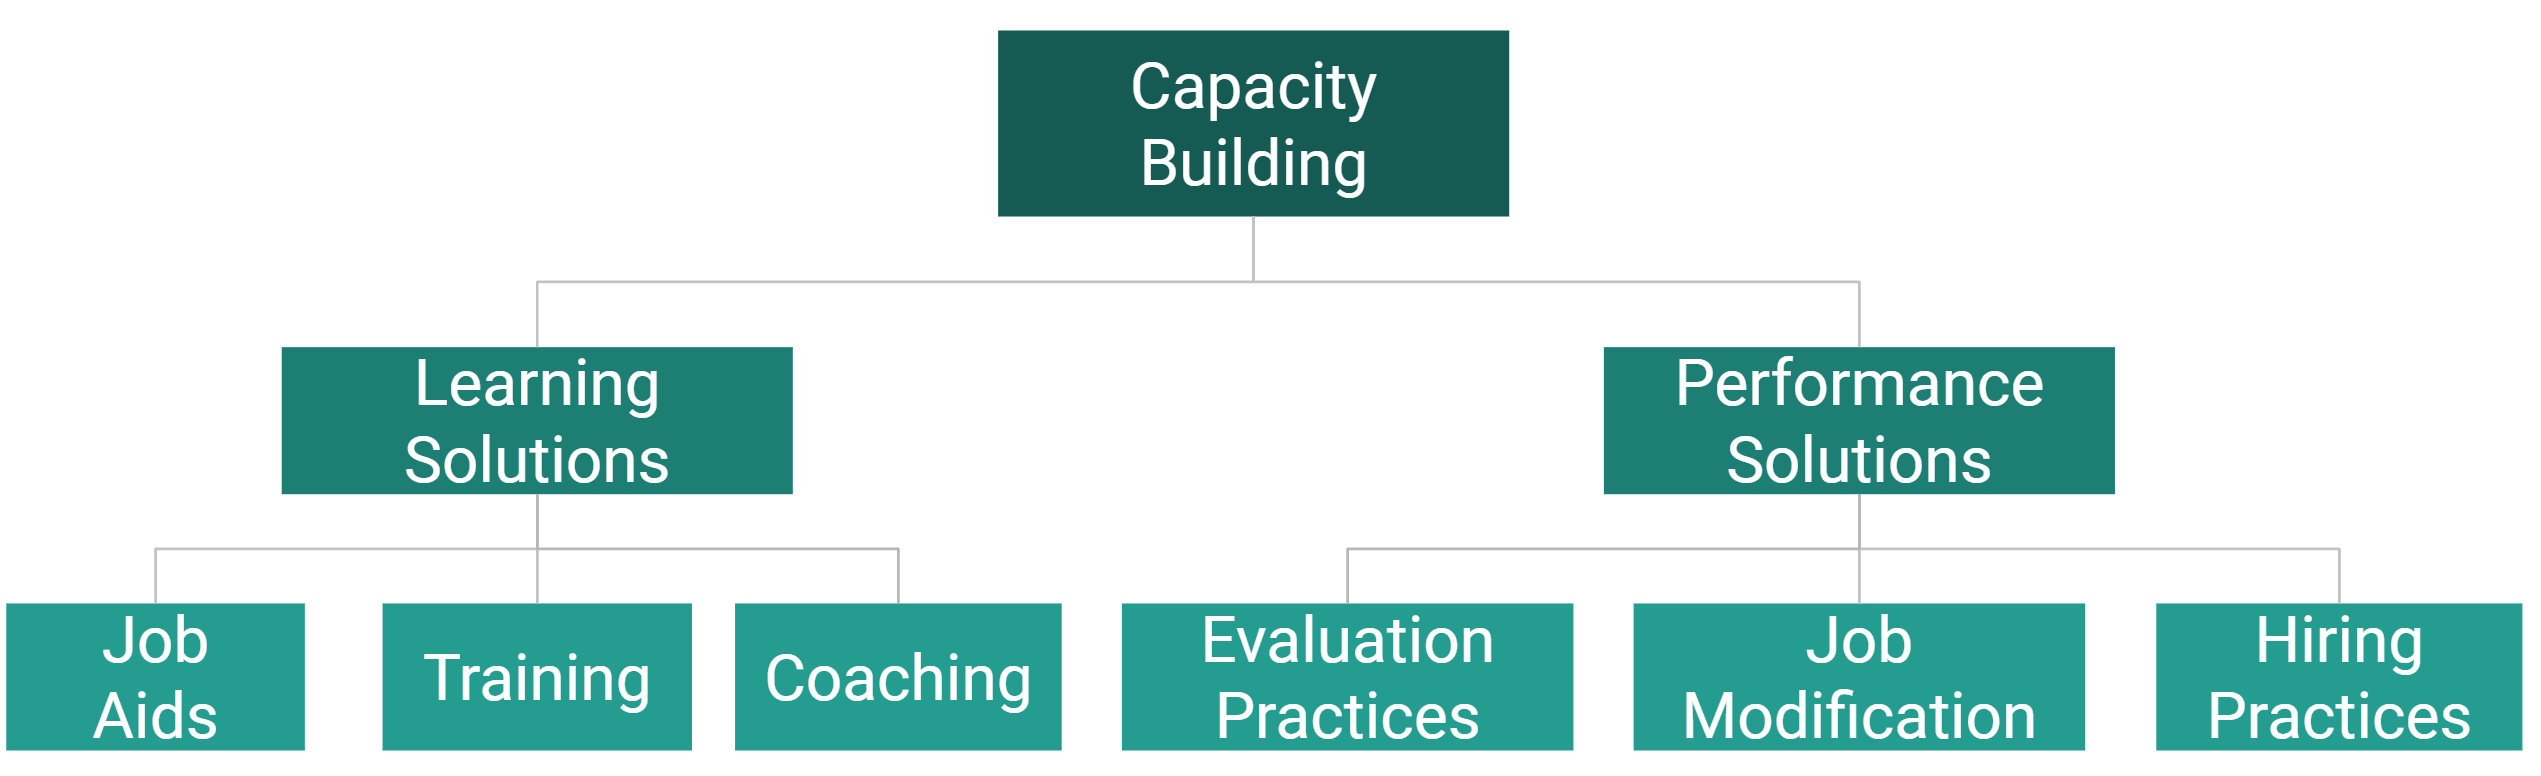 Capacity
Building
Learning
Solutions
Performance
Solutions
Job
Aids
Training
Coaching
Evaluation
Practices
Job
Modification
Hiring
Practices